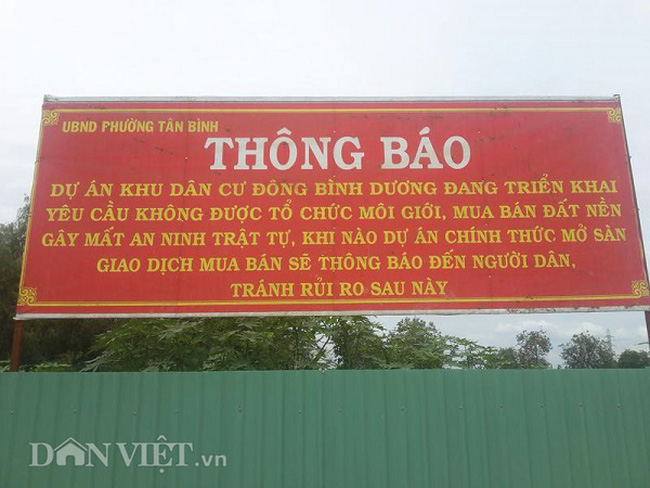 UBND PHƯỜNG TÂN BÌNH
THÔNG BÁO
DỰ ÁN KHU DÂN CƯ ĐÔNG BÌNH DƯƠNG ĐANG TRIỂN KHAI
YÊU CẦU KHÔNG ĐƯỢC TỔ CHỨC MÔI GIỚI, MUA BÁN ĐẤT NỀN
GÂY MẤT AN NINH TRẬT TỰ, KHI NÀO DỰ ÁN CHÍNH THỨC MỞ SÀN
GIAO DỊCH MUA BÁN SẼ THÔNG BÁO ĐẾN NGƯỜI DÂN,
TRÁNH RỦI RO SAU NÀY
DÂN VIỆT.vn